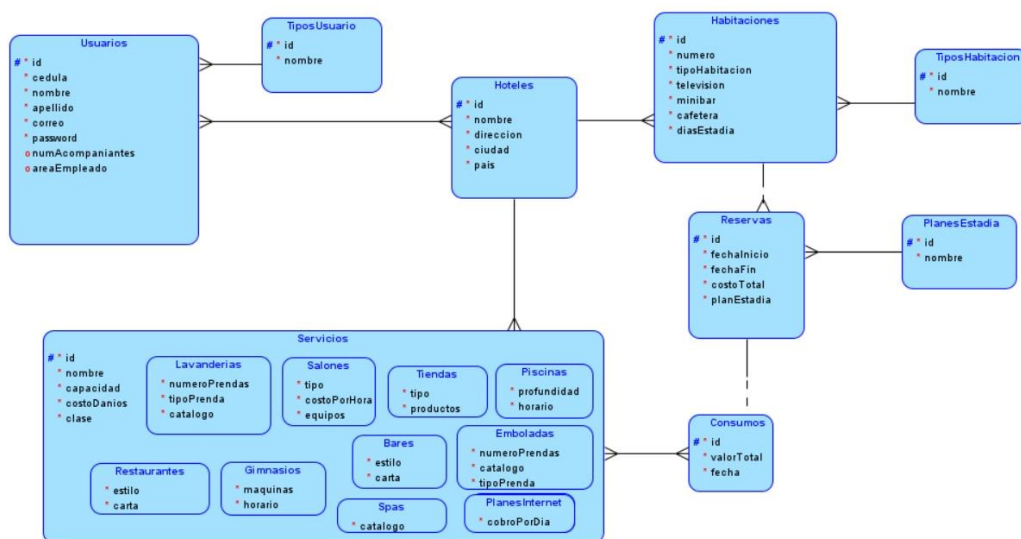 Usuarios
# * id
* cedula
* nombre
* apellido
* correo
* password
o numAcompaniantes
o areaEmpleado
TiposUsuario
# * id
* nombre
Hoteles
# * id
* nombre
* direccion
* ciudad
* pais
Habitaciones
# * id
* numero
* tipoHabitacion
* television
* minibar
* cafetera
* diasEstadia
TiposHabitacion
# * id
* nombre
Reservas
# * id
* fechaInicio
* fechaFin
* costoTotal
* planEstadia
PlanesEstadia
# * id
* nombre
Servicios
# * id
* nombre
* capacidad
* costoDanios
* clase
Lavanderias
* numeroPrendas
* tipoPrenda
* catalogo
Salones
* tipo
* costoPorHora
* equipos
Tiendas
* tipo
* productos
Piscinas
* profundidad
* horario
Restaurantes
* estilo
* carta
Gimnasios
* maquinas
* horario
Bares
* estilo
* carta
Emboladas
* numeroPrendas
* catalogo
* tipoPrenda
Spas
* catalogo
PlanesInternet
* cobroPorDia
Consumos
# * id
* valorTotal
* fecha